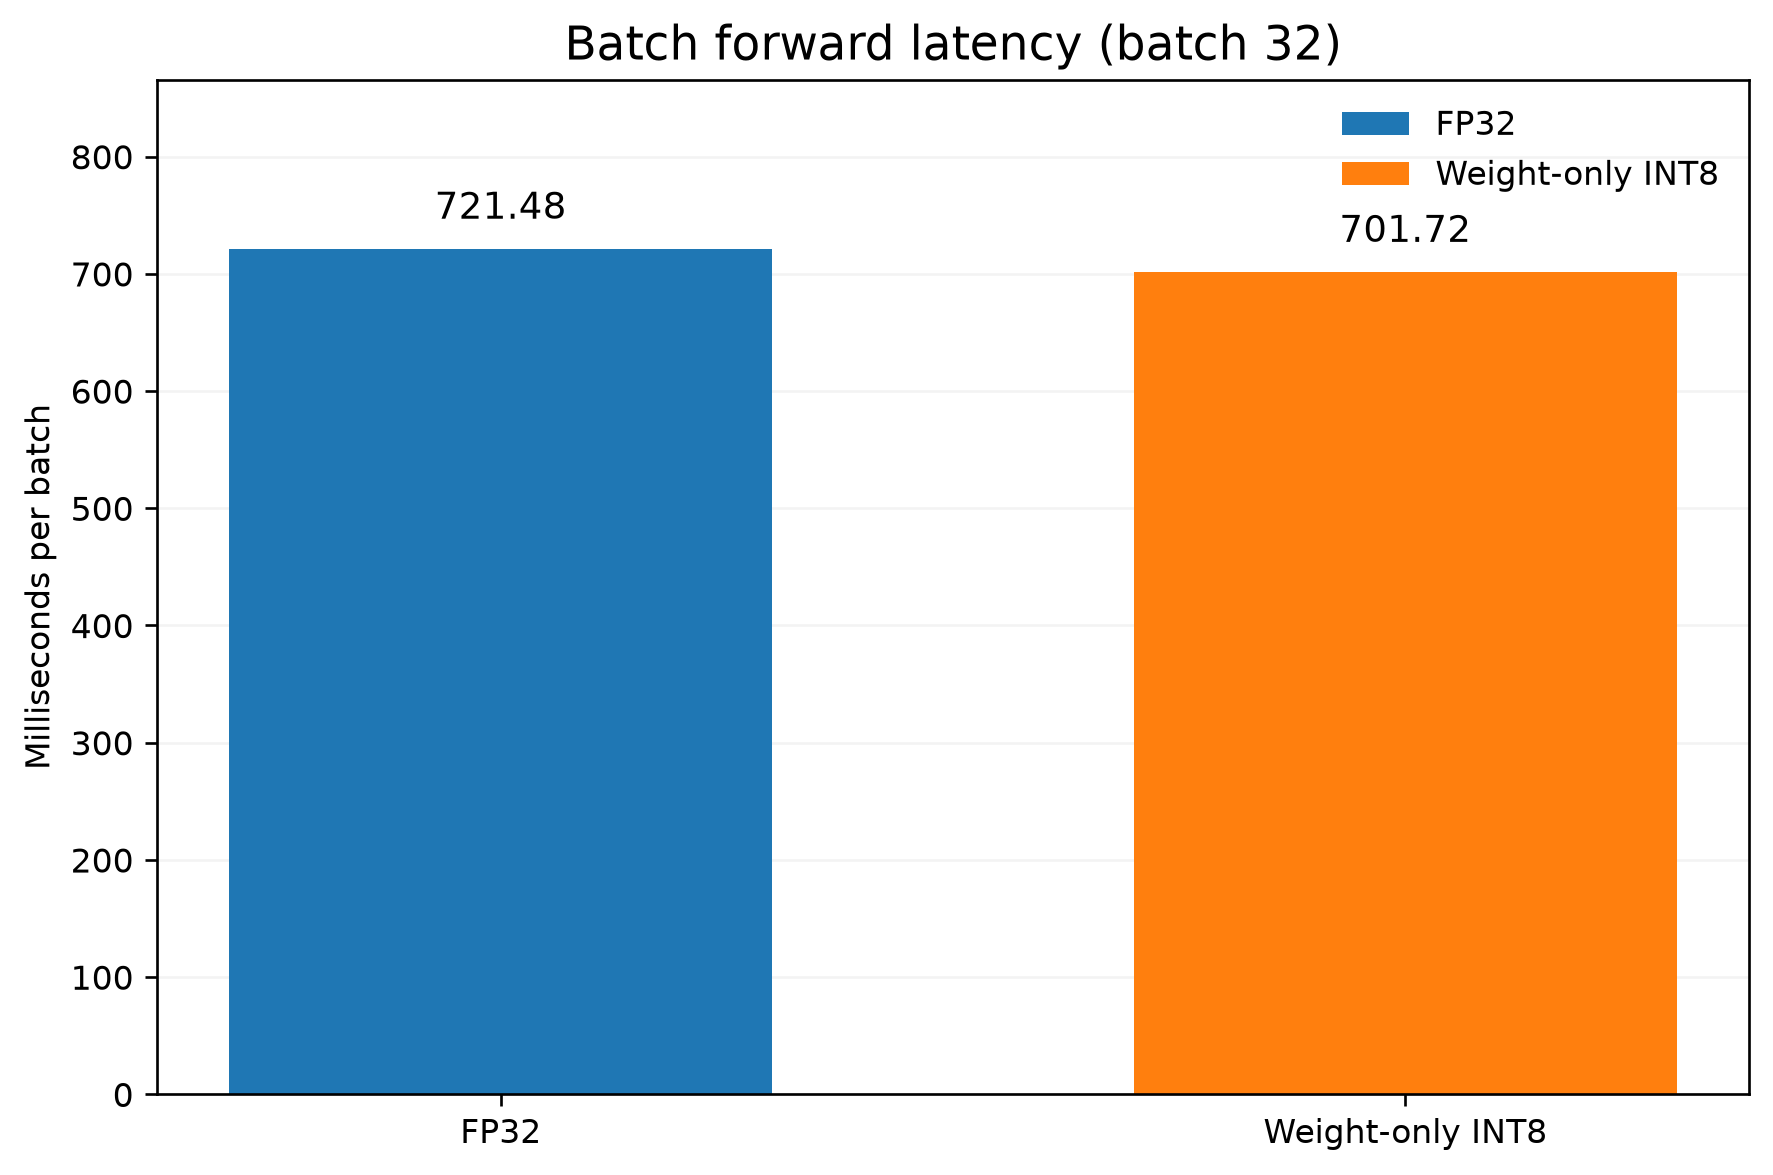 Batch forward latency (batch 32)
FP32
Weight-only INT8
721.48
701.72
Milliseconds per batch
800
700
600
500
400
300
200
100
0
FP32
Weight-only INT8